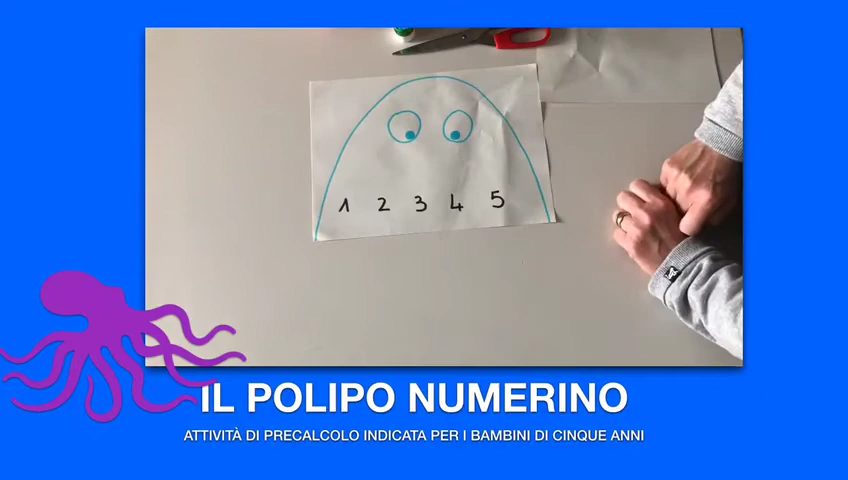 1 2 3 4 5
IL POLIPO NUMERINO
ATTIVITÀ DI PRECALCOLO INDICATA PER I BAMBINI DI CINQUE ANNI